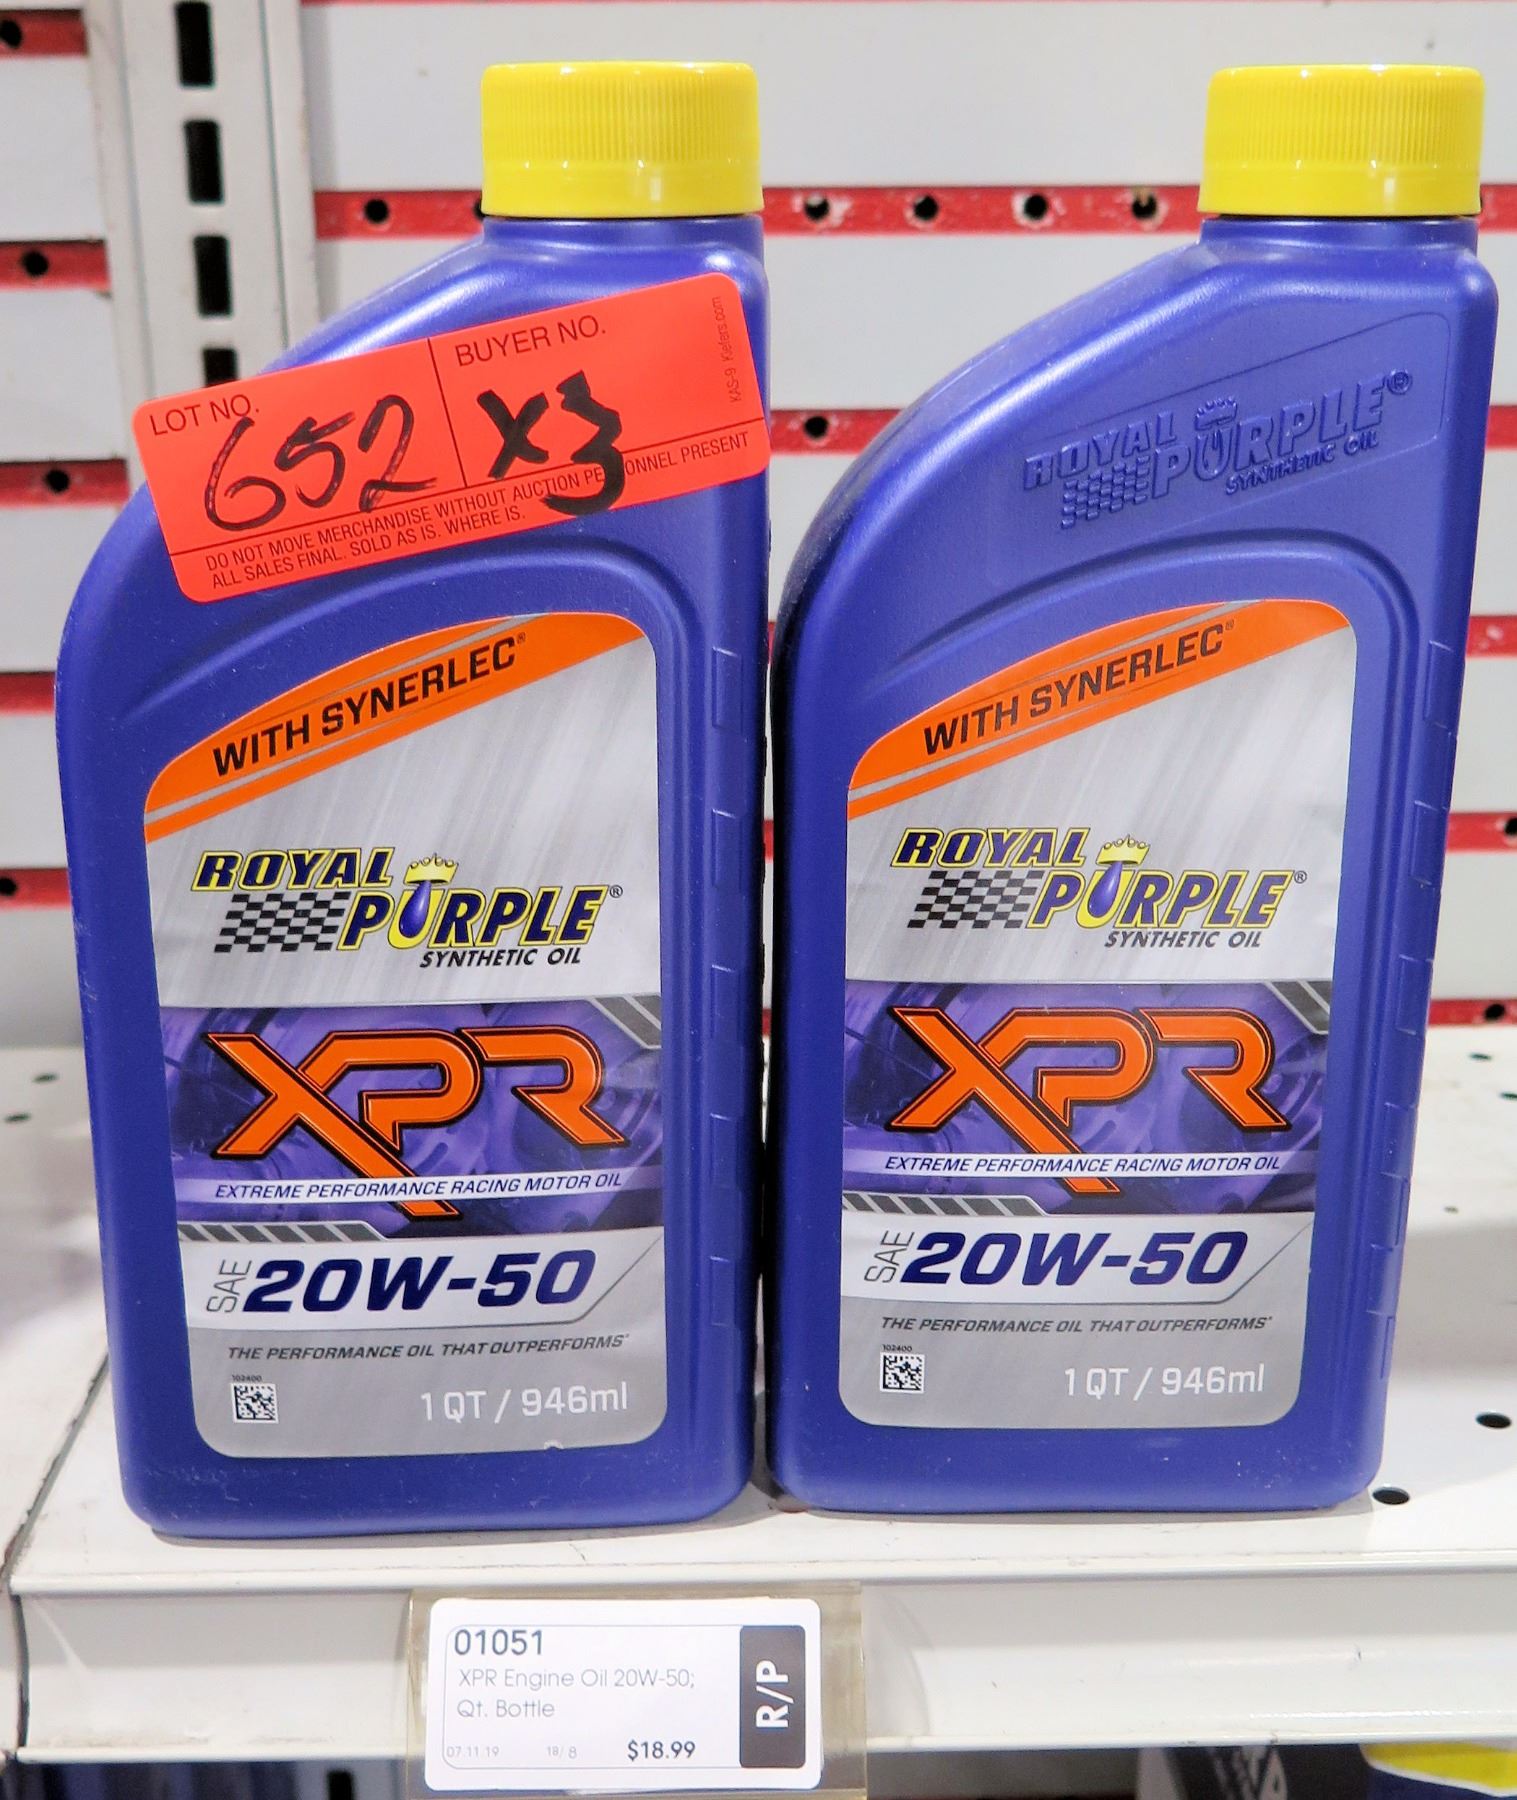 LOT NO.
652
BUYER NO.
X3
KAS-9 Kiefers.com
DO NOT MOVE MERCHANDISE WITHOUT AUCTION PERSONNEL PRESENT
ALL SALES FINAL. SOLD AS IS. WHERE IS.
WITH SYNERLEC®
ROYAL
PURPLE®
SYNTHETIC OIL
XPR
EXTREME PERFORMANCE RACING MOTOR OIL
SAE 20W-50
THE PERFORMANCE OIL THAT OUTPERFORMS®
102400
1 QT / 946ml
ROYAL
PURPLE®
SYNTHETIC OIL
WITH SYNERLEC®
ROYAL
PURPLE®
SYNTHETIC OIL
XPR
EXTREME PERFORMANCE RACING MOTOR OIL
SAE 20W-50
THE PERFORMANCE OIL THAT OUTPERFORMS®
102400
1 QT / 946ml
01051
XPR Engine Oil 20W-50;
Qt. Bottle
07.11.19 18/ 8 $18.99
R/P